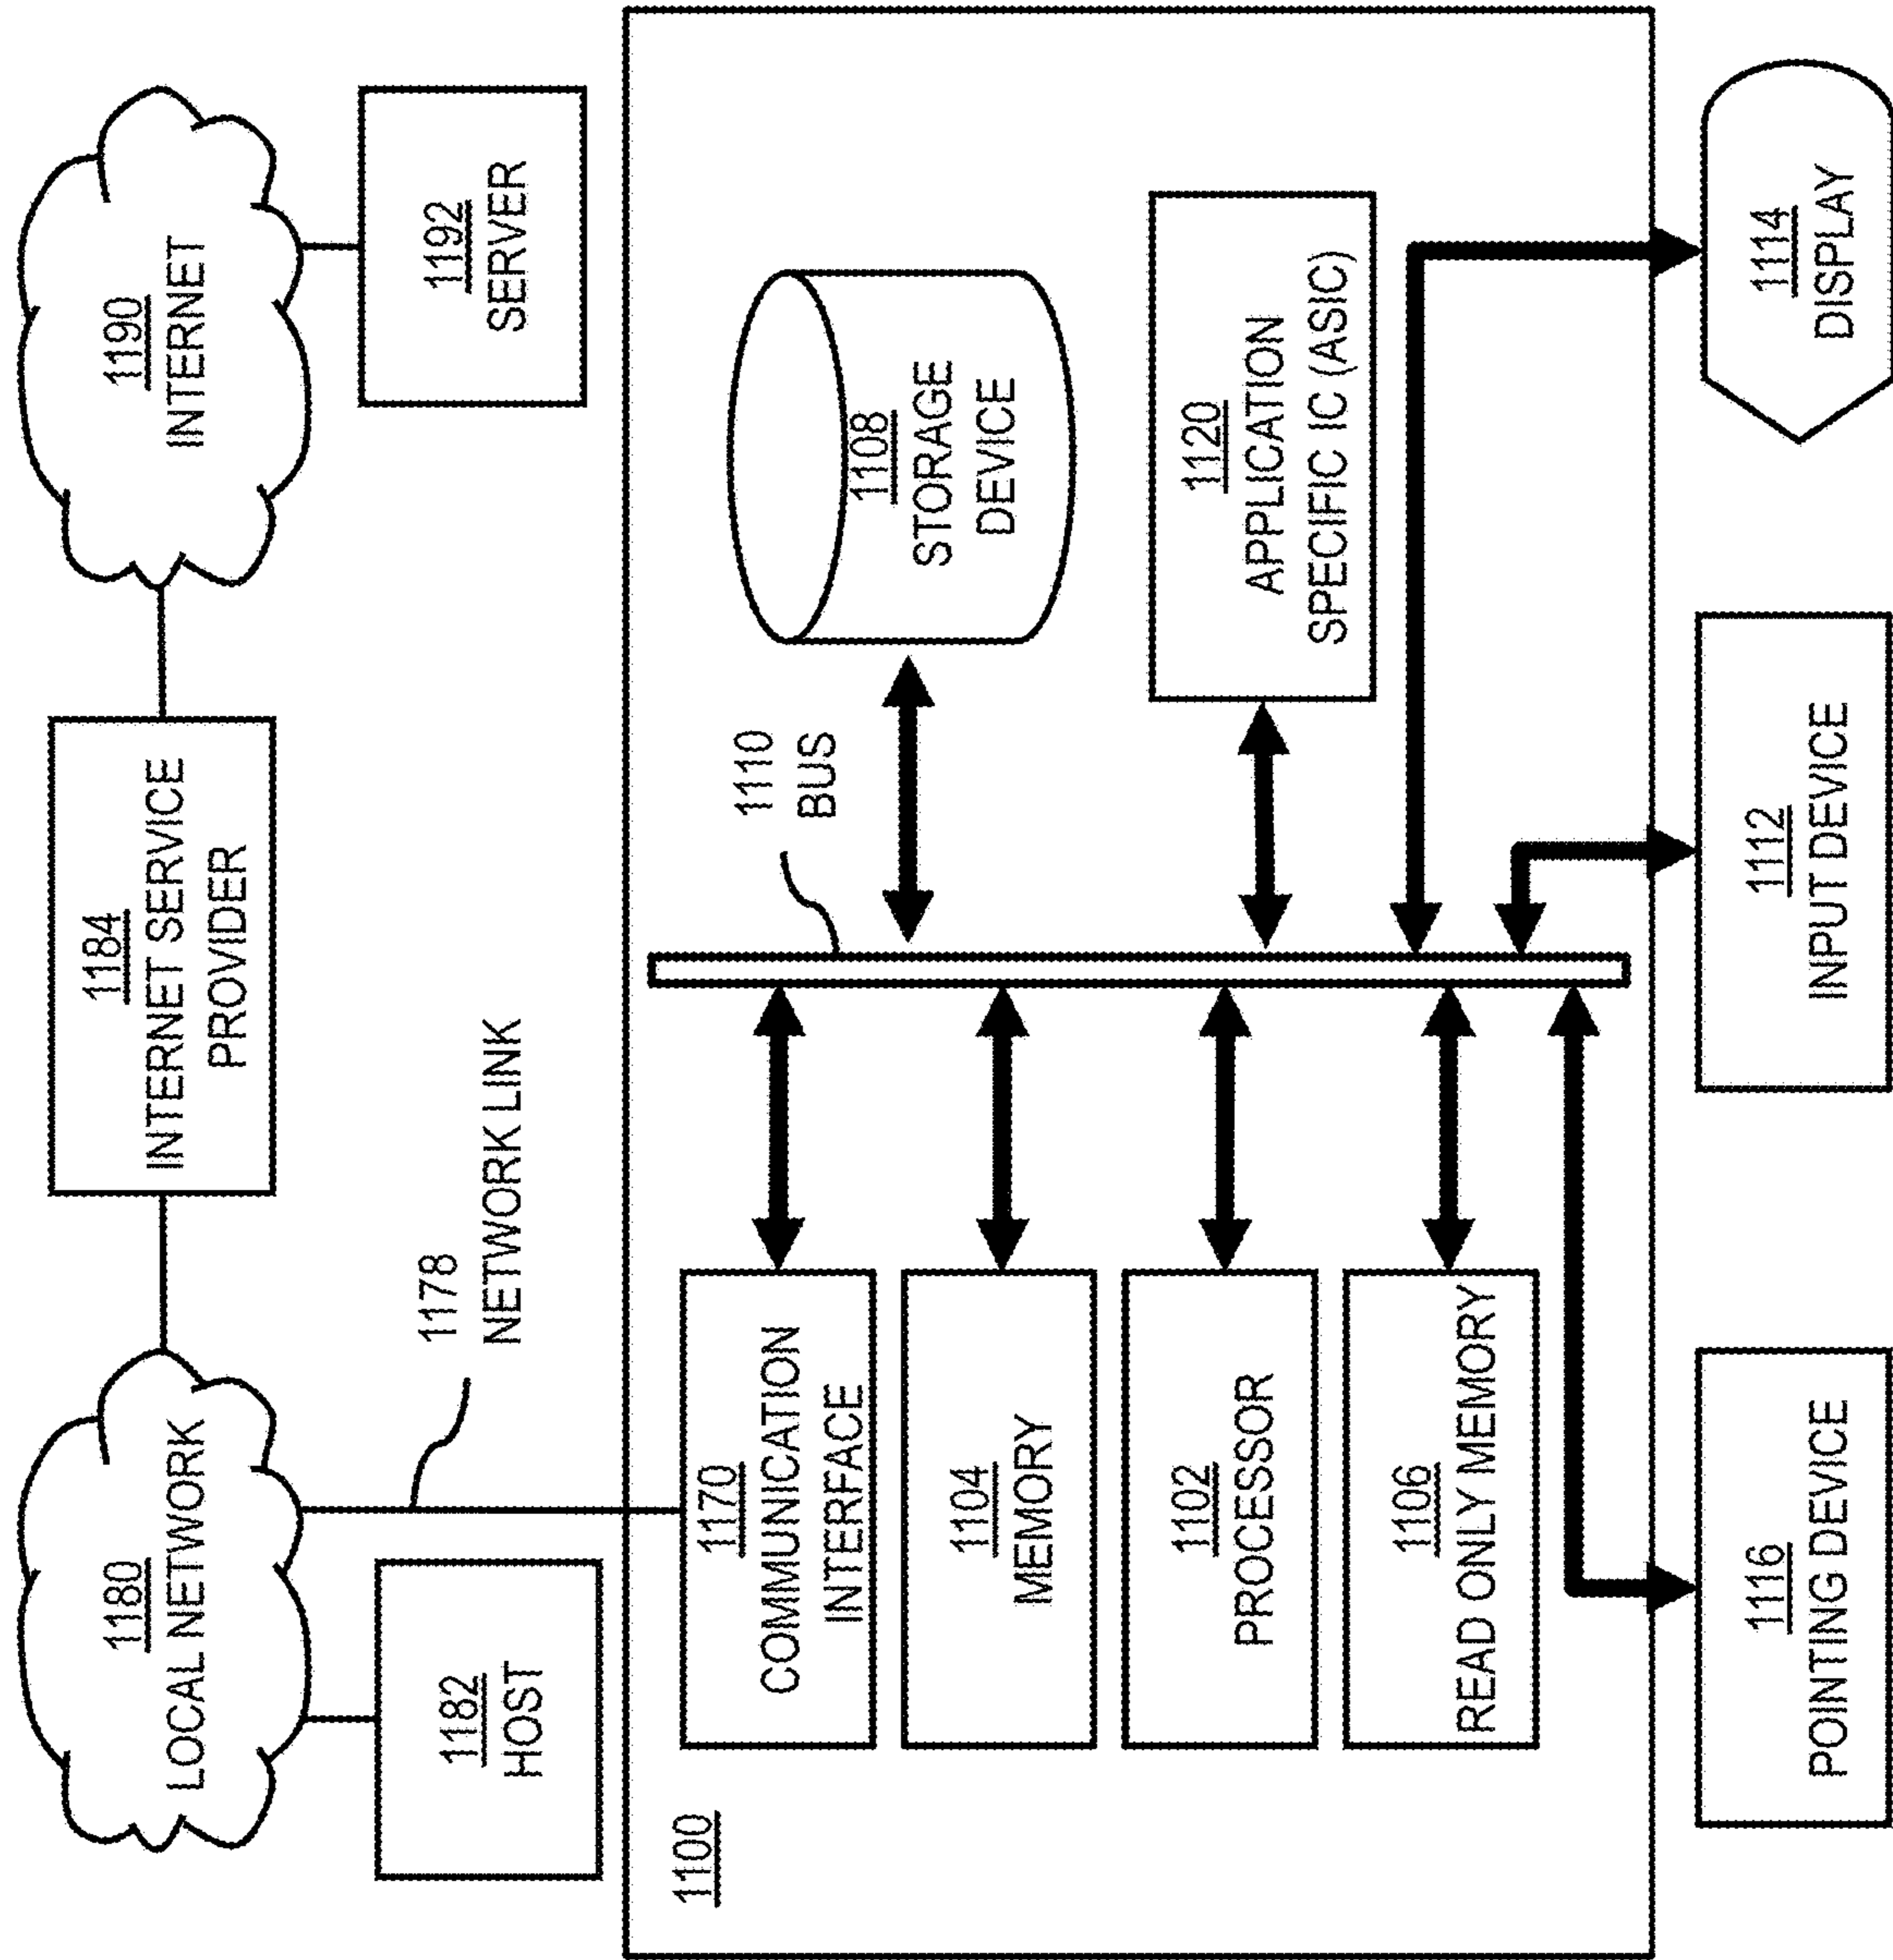 1180
LOCAL NETWORK
1184
INTERNET SERVICE
PROVIDER
1190
INTERNET
1182
HOST
1178
NETWORK LINK
1192
SERVER
1100
1170
COMMUNICATION
INTERFACE
1110
BUS
1108
STORAGE
DEVICE
1104
MEMORY
1102
PROCESSOR
1120
APPLICATION
SPECIFIC IC (ASIC)
1106
READ ONLY MEMORY
1116
POINTING DEVICE
1112
INPUT DEVICE
1114
DISPLAY